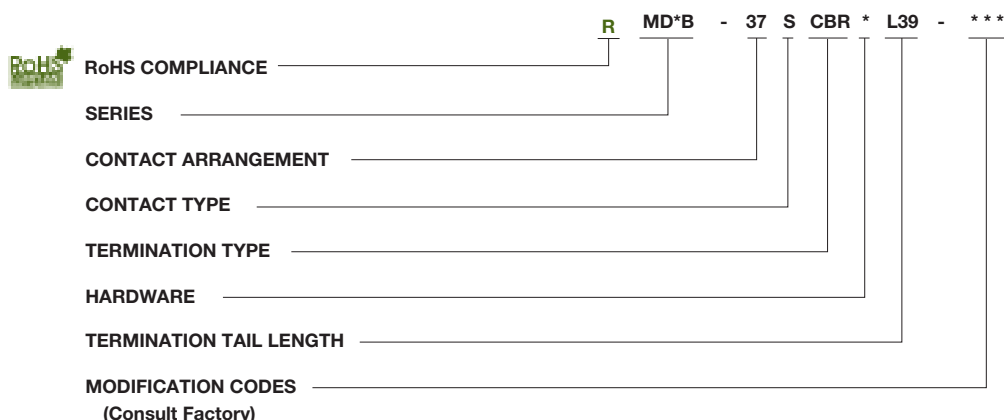 R MD*B - 37 S CBR * L39 - ***
RoHS
RoHS COMPLIANCE
SERIES
CONTACT ARRANGEMENT
CONTACT TYPE
TERMINATION TYPE
HARDWARE
TERMINATION TAIL LENGTH
MODIFICATION CODES
(Consult Factory)